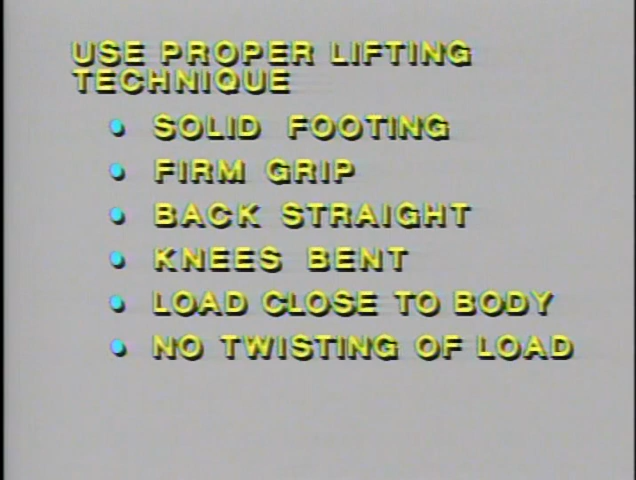 USE PROPER LIFTING
TECHNIQUE
• SOLID FOOTING
• FIRM GRIP
• BACK STRAIGHT
• KNEES BENT
• LOAD CLOSE TO BODY
• NO TWISTING OF LOAD